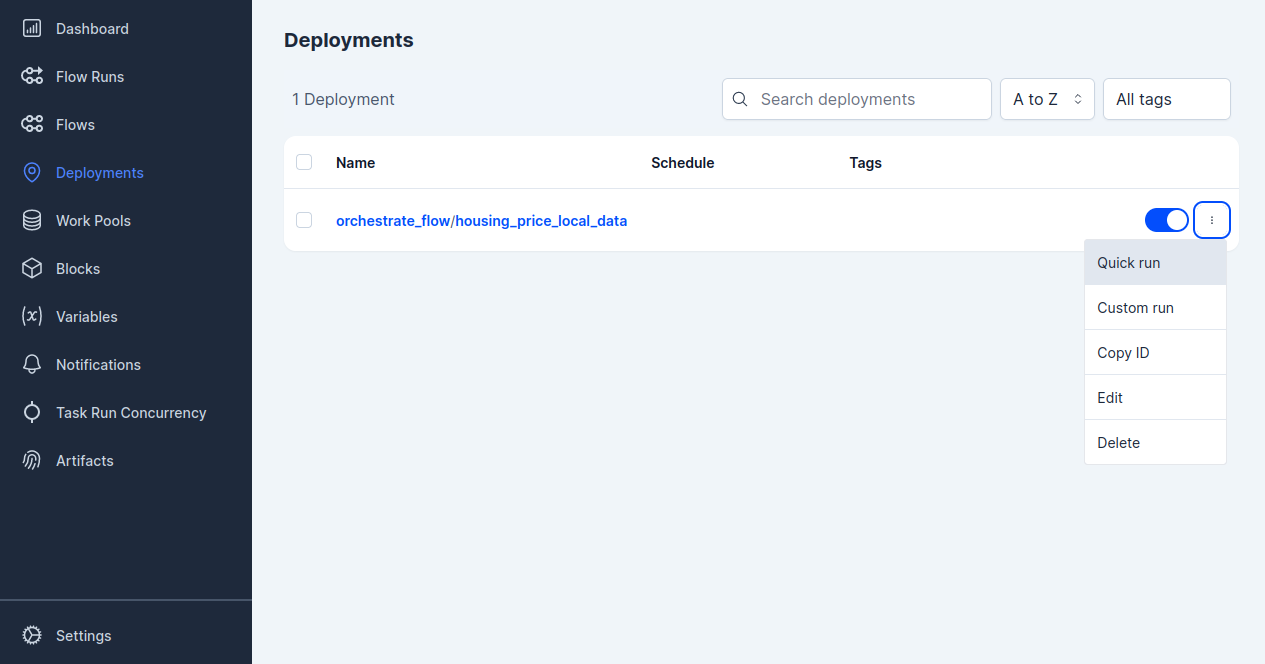 Dashboard
Flow Runs
Flows
Deployments
Work Pools
Blocks
Variables
Notifications
Task Run Concurrency
Artifacts
Settings
Deployments
1 Deployment
Search deployments
A to Z
All tags
Name Schedule Tags
orchestrate_flow/housing_price_local_data
Quick run
Custom run
Copy ID
Edit
Delete